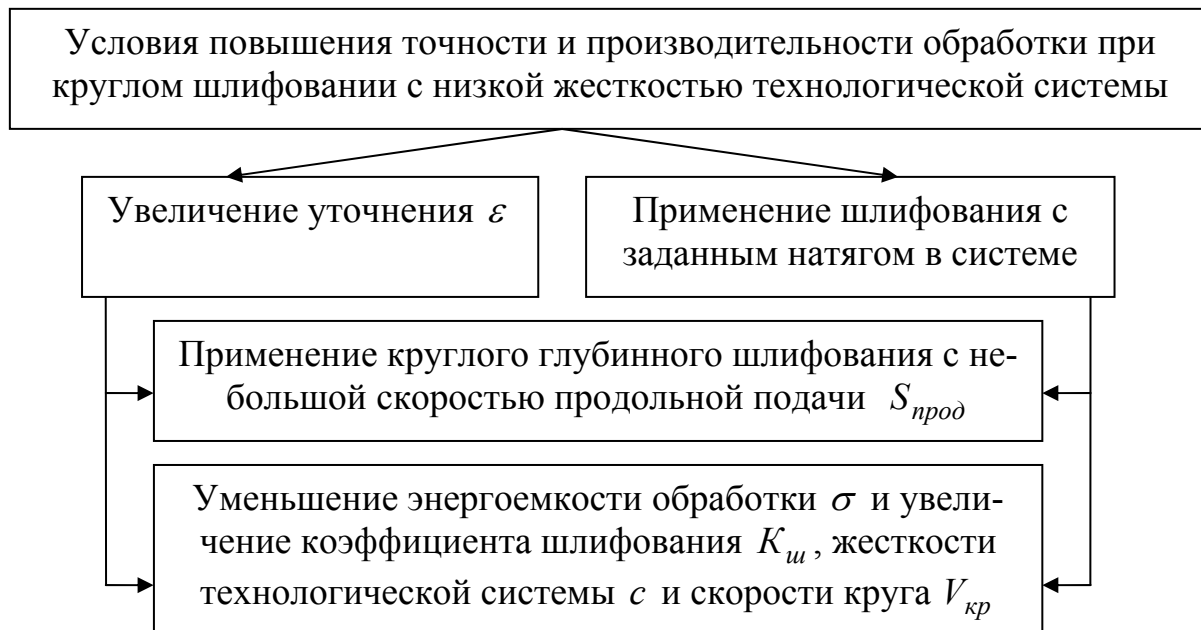 Условия повышения точности и производительности обработки при
круглом шлифовании с низкой жесткостью технологической системы
Увеличение уточнения ε
Применение шлифования с
заданным натягом в системе
Применение круглого глубинного шлифования с не-
большой скоростью продольной подачи S_прод
Уменьшение энергоемкости обработки σ и увели-
чение коэффициента шлифования K_ш, жесткости
технологической системы c и скорости круга V_кр